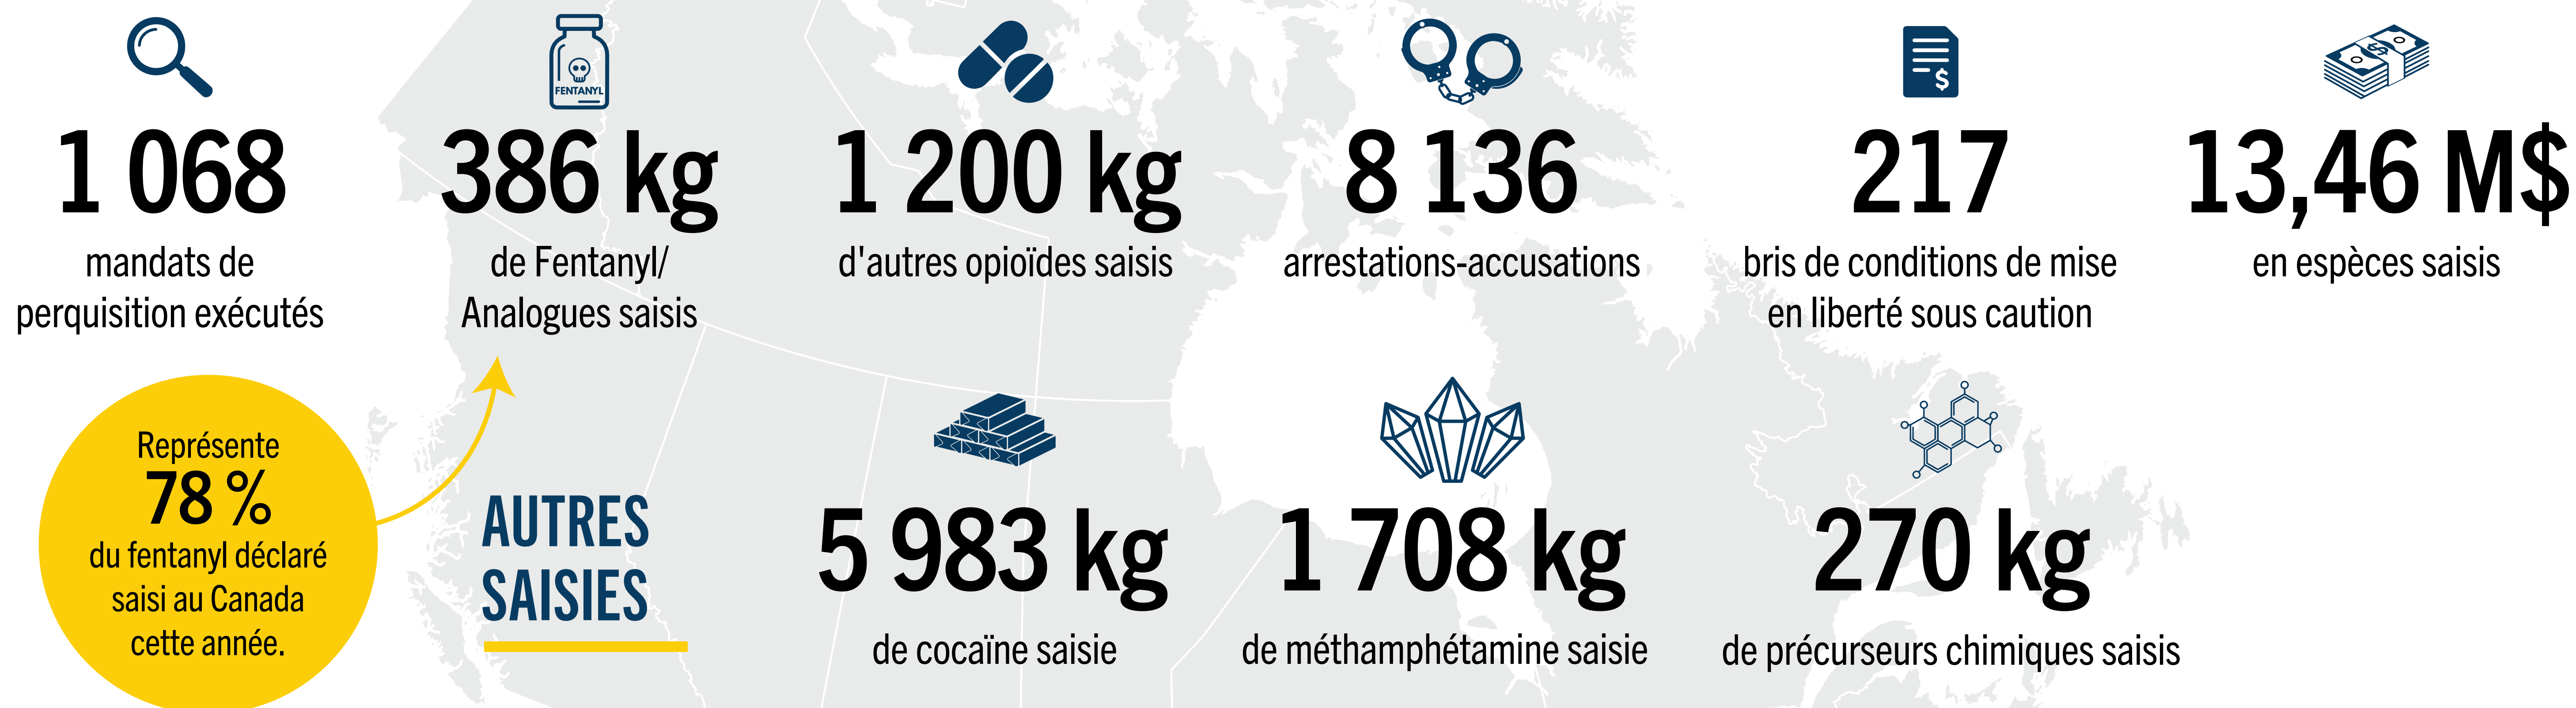 FENTANYL
1 068
mandats de
perquisition exécutés
386 kg
de Fentanyl/
Analogues saisis
1 200 kg
d'autres opioïdes saisis
8 136
arrestations-accusations
$
217
bris de conditions de mise
en liberté sous caution
$
13,46 M$
en espèces saisis
Représente
78 %
du fentanyl déclaré
saisi au Canada
cette année.
AUTRES
SAISIES
5 983 kg
de cocaïne saisie
1 708 kg
de méthamphétamine saisie
270 kg
de précurseurs chimiques saisis